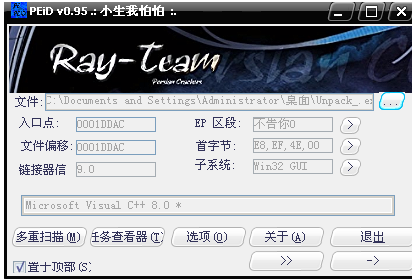 PEiD v0.95 .: 小生我怕怕 :.
Ray-Team
Persian Crackers
文件: C:\Documents and Settings\Administrator\桌面\Unpack_.ex ...
入口点: 0001DDAC EP 区段: 不告你0 >
文件偏移: 0001DDAC 首字节: E8,EF,4E,00 >
链接器信 9.0 子系统: Win32 GUI >
Microsoft Visual C++ 8.0 *
多重扫描(M) 任务查看器(T) 选项(O) 关于(A) 退出
置于顶部(S) >> ->